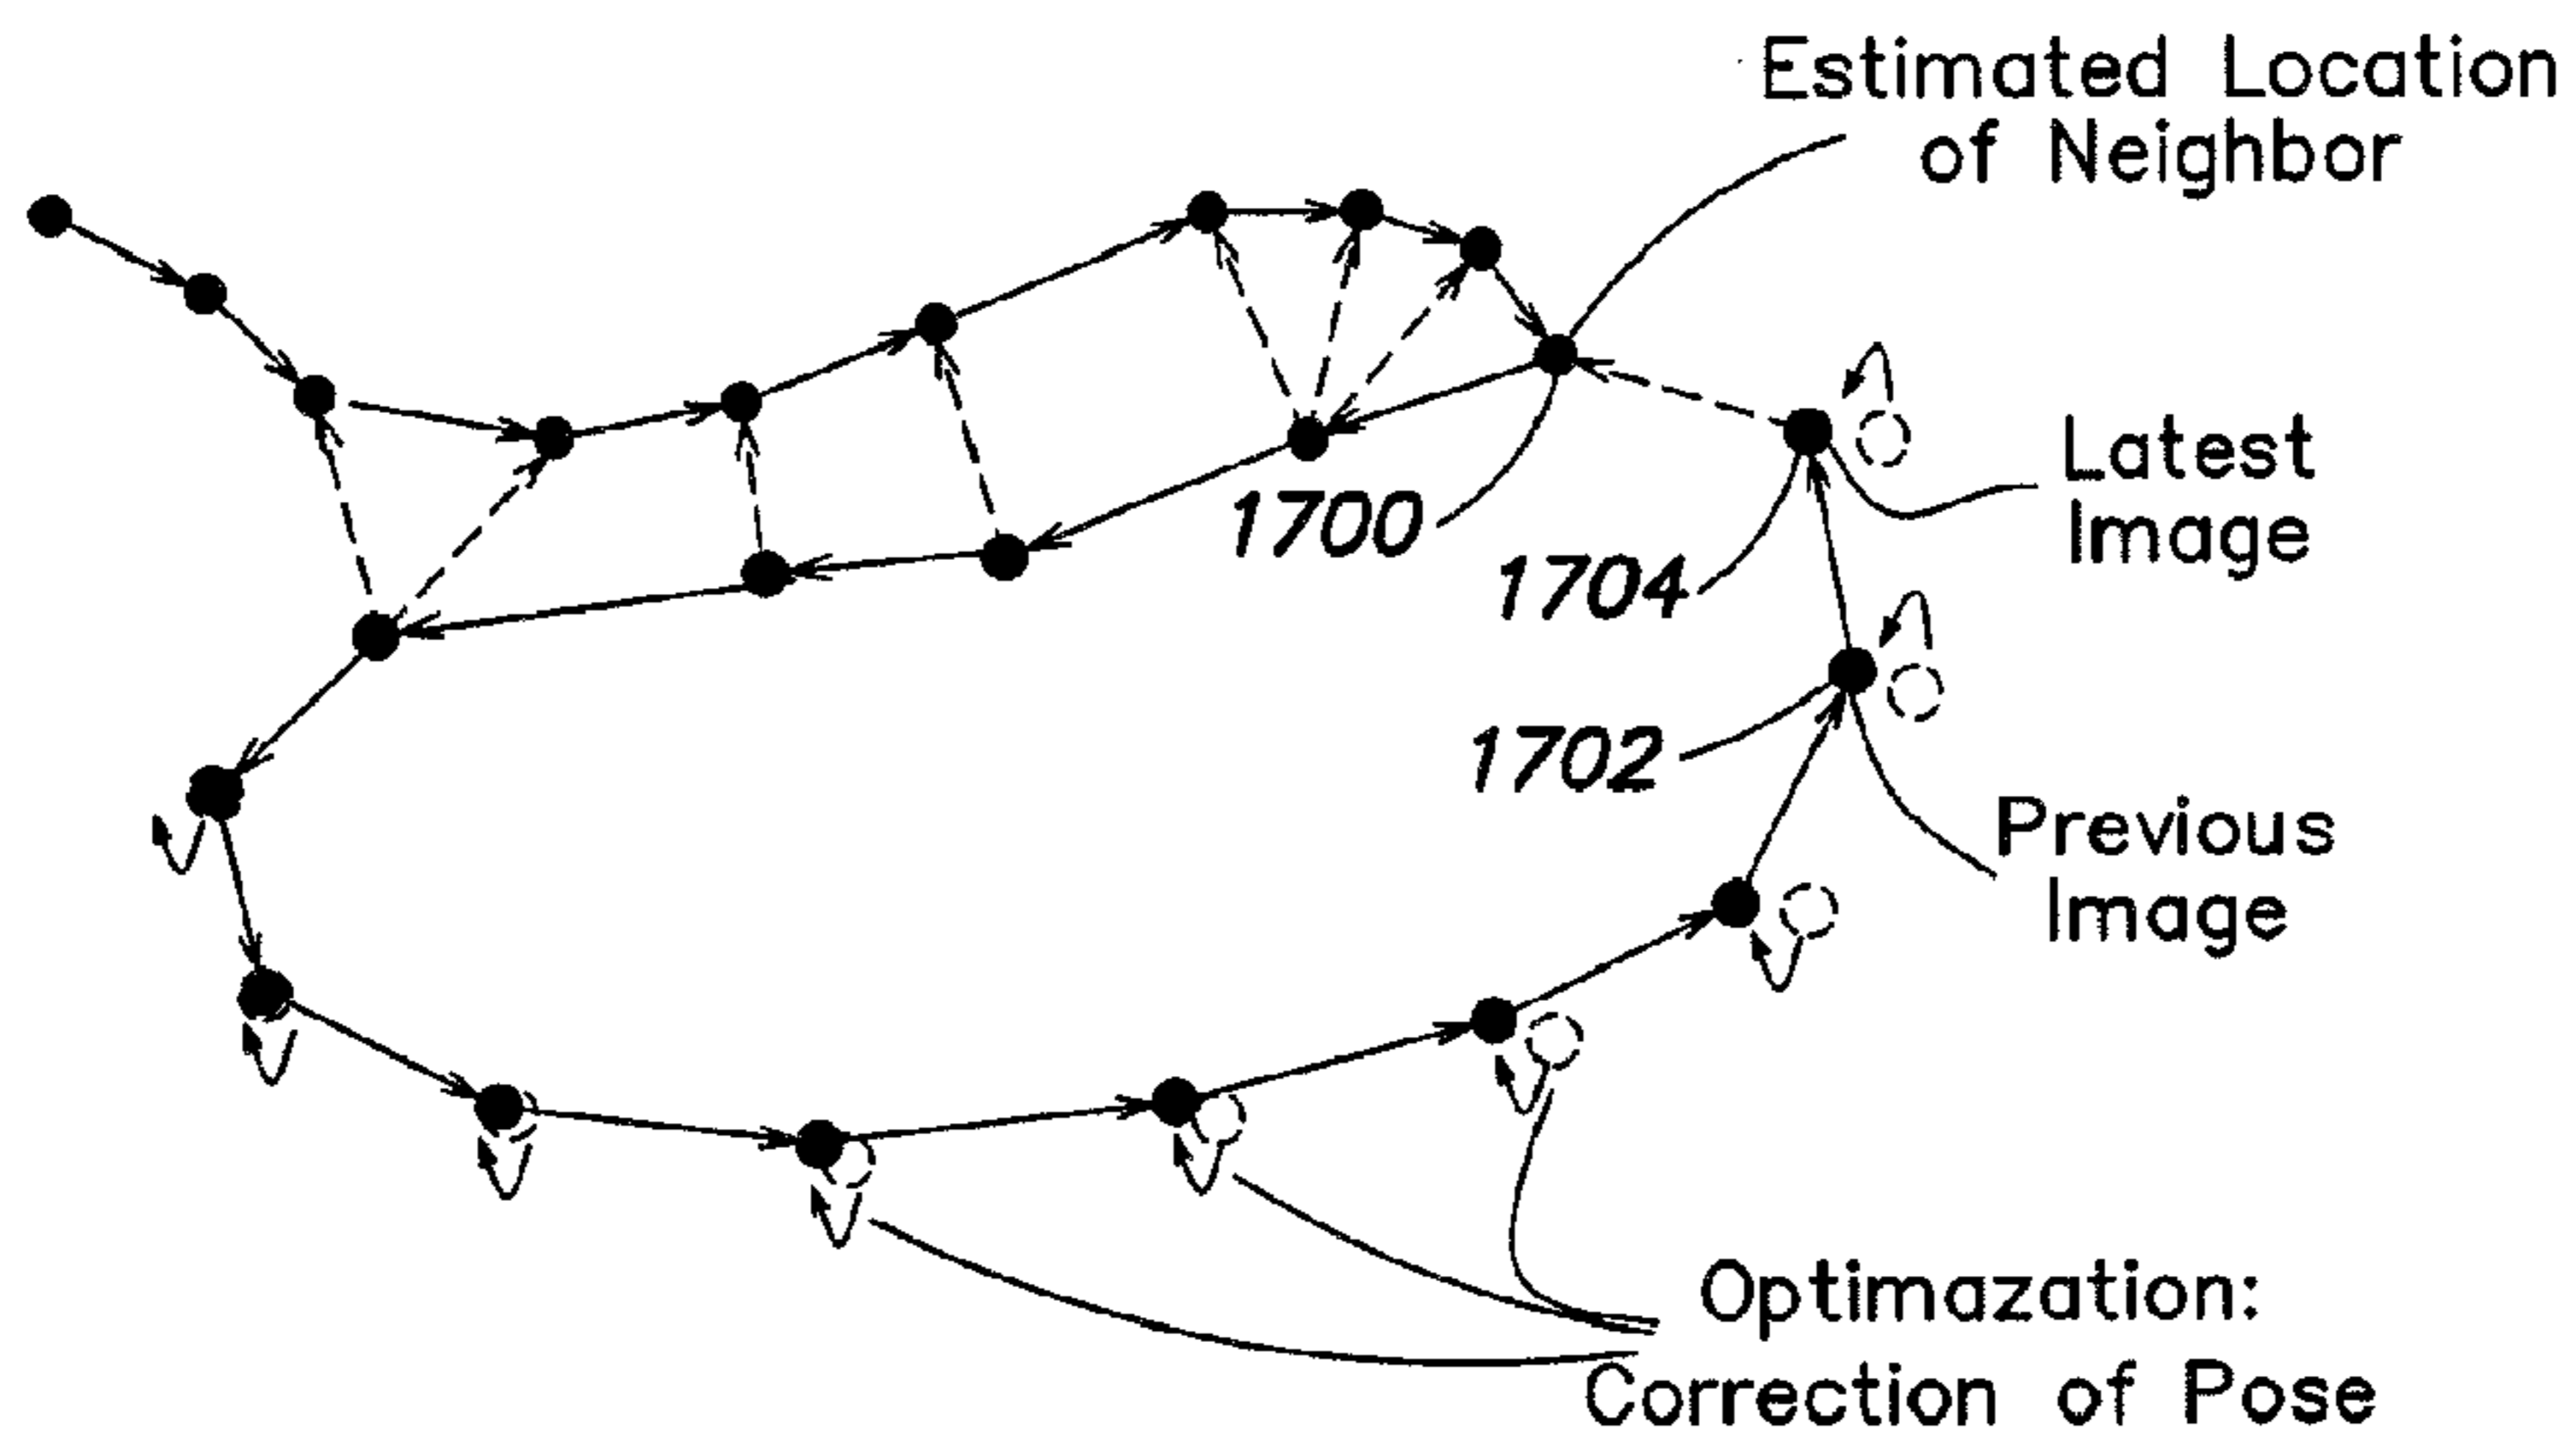 Estimated Location
of Neighbor
1700
1704
Latest
Image
1702
Previous
Image
Optimazation:
Correction of Pose